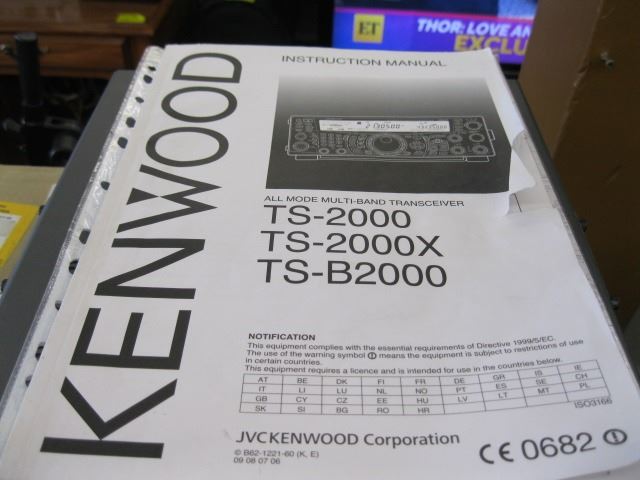 ET
THOR: LOVE AN
EXCLU
KENWOOD
INSTRUCTION MANUAL
ALL MODE MULTI-BAND TRANSCEIVER
TS-2000
TS-2000X
TS-B2000
NOTIFICATION
This equipment complies with the essential requirements of Directive 1999/5/EC.
The use of the warning symbol ! means the equipment is subject to restrictions of use
in certain countries.
This equipment requires a licence and is intended for use in the countries below.
AT BE DK FI FR DE GR IS IE
IT LI LU NL NO PT ES SE CH
GB CY CZ EE HU LV LT MT PL
SK SI BG RO HR
ISO3166
JVCKENWOOD Corporation
© B62-1221-60 (K, E)
09 08 07 06
CE 0682 !